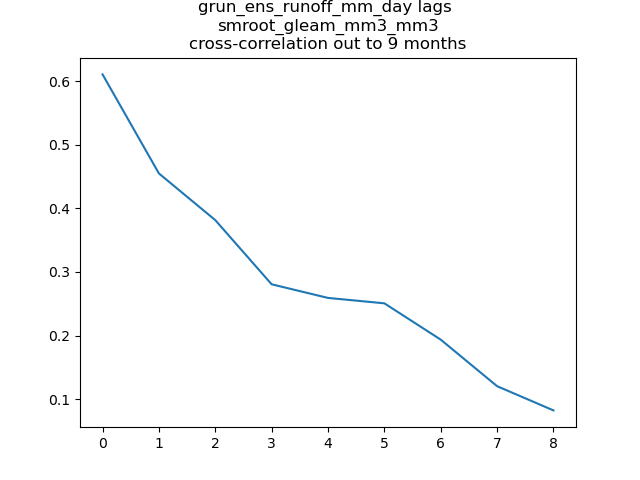 grun_ens_runoff_mm_day lags
smroot_gleam_mm3_mm3
cross-correlation out to 9 months
0.6
0.5
0.4
0.3
0.2
0.1
0 1 2 3 4 5 6 7 8